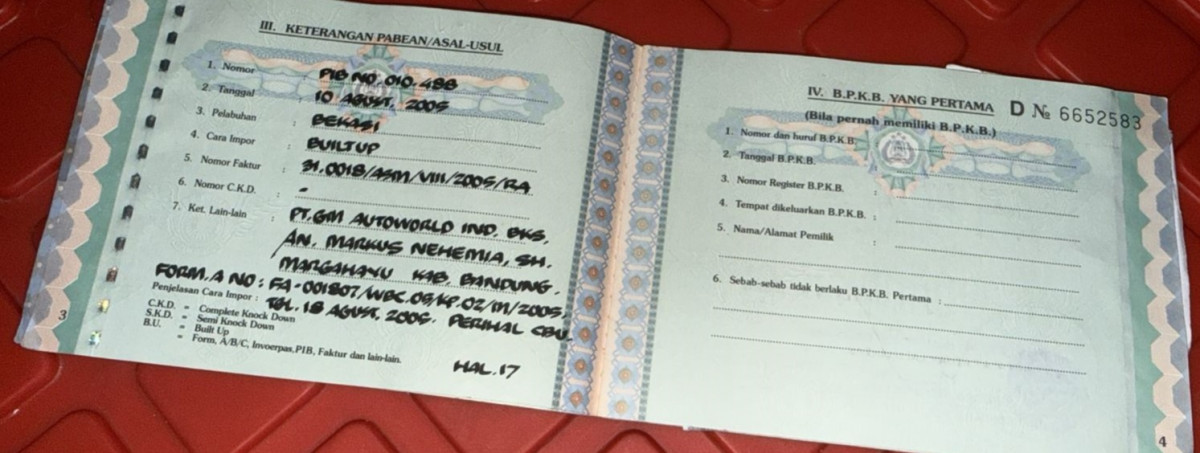 III. KETERANGAN PABEAN/ASAL-USUL
1. Nomor : PIB NO. 010.488
2. Tanggal : 10 AGUST, 2005
3. Pelabuhan : BEKASI
4. Cara Impor : BUILT UP
5. Nomor Faktur : 31.0018/ASM/VIII/2005/RA
6. Nomor C.K.D. : -
7. Ket. Lain-lain : PT.GM AUTOWORLD IND. BKS,
AN. MARKUS NEHEMIA, SH.
MARGAHAYU KAB. BANDUNG.
FORM.A NO : FA-001807/WBC.05/KP.02/M/2005,
Penjelasan Cara Impor : TGL. 18 AGUST, 2005. PERIHAL CBU.
C.K.D. = Complete Knock Down
S.K.D. = Semi Knock Down
B.U. = Built Up
= Form, A/B/C, Invoerpas, PIB, Faktur dan lain-lain.
HAL. 17
3
IV. B.P.K.B. YANG PERTAMA D № 6652583
(Bila pernah memiliki B.P.K.B.)
1. Nomor dan huruf B.P.K.B.
2. Tanggal B.P.K.B.
3. Nomor Register B.P.K.B. :
4. Tempat dikeluarkan B.P.K.B. :
5. Nama/Alamat Pemilik :
6. Sebab-sebab tidak berlaku B.P.K.B. Pertama :
4